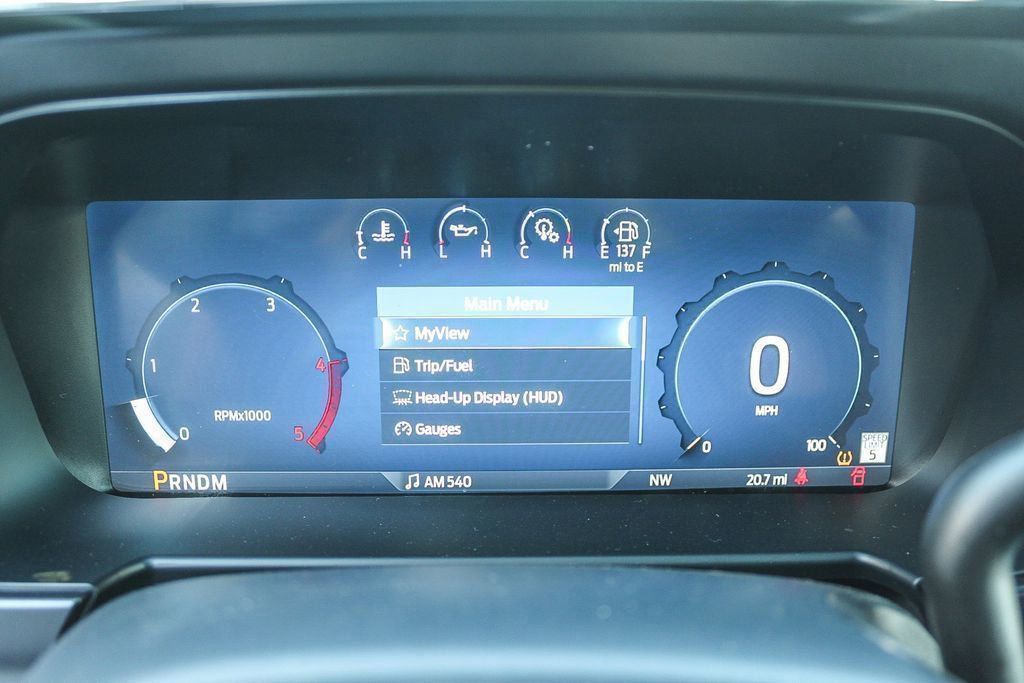 C H
L H
C H
E 137 F
mi to E
Main Menu
MyView
Trip/Fuel
Head-Up Display (HUD)
Gauges
2 3
1 4
RPMx1000
0 5
0
MPH
0 100
SPEED
LIMIT
5
PRNDM
AM 540
NW
20.7 mi